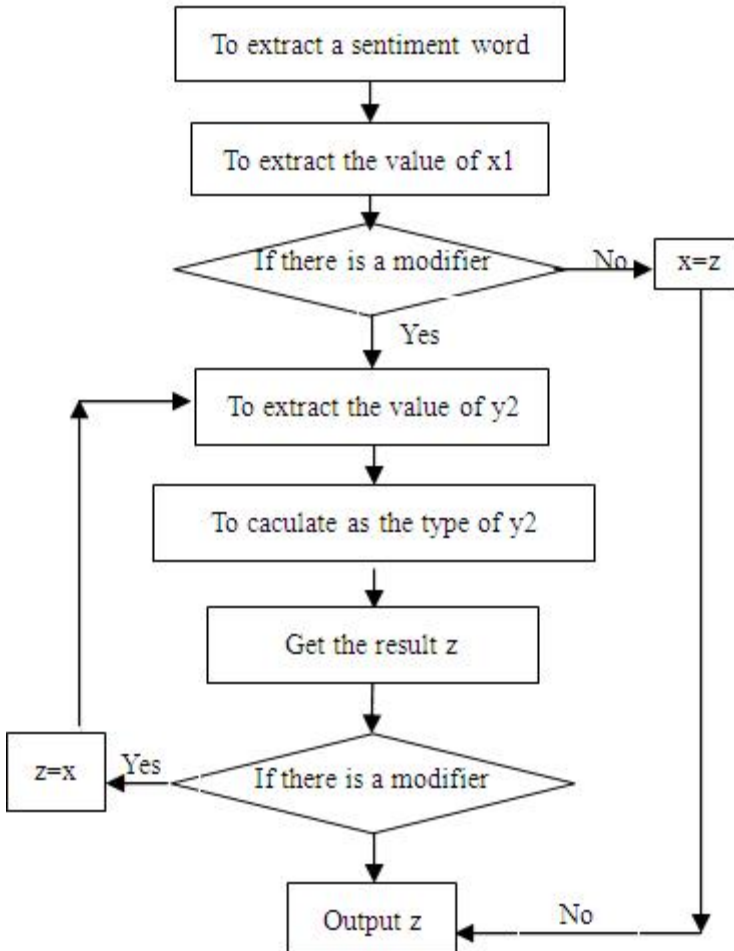 To extract a sentiment word
To extract the value of x1
If there is a modifier
No
x=z
Yes
To extract the value of y2
To caculate as the type of y2
Get the result z
z=x
Yes
If there is a modifier
Output z
No